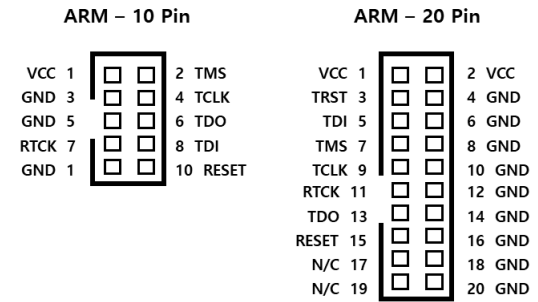 ARM – 10 Pin
VCC 1 2 TMS
GND 3 4 TCLK
GND 5 6 TDO
RTCK 7 8 TDI
GND 1 10 RESET
ARM – 20 Pin
VCC 1 2 VCC
TRST 3 4 GND
TDI 5 6 GND
TMS 7 8 GND
TCLK 9 10 GND
RTCK 11 12 GND
TDO 13 14 GND
RESET 15 16 GND
N/C 17 18 GND
N/C 19 20 GND